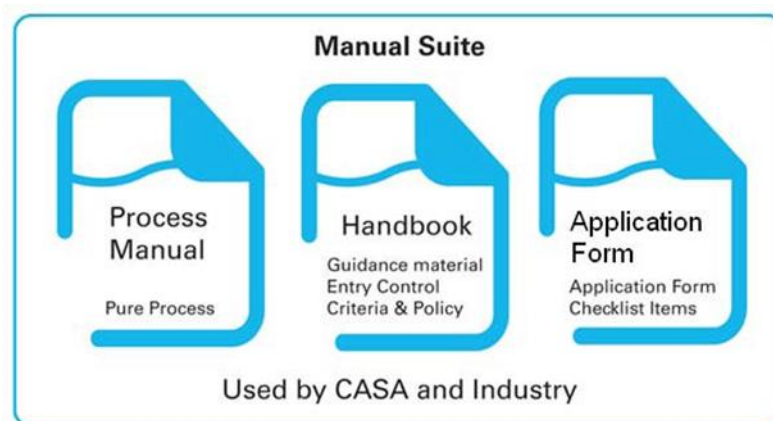 Manual Suite
Process
Manual
Pure Process
Handbook
Guidance material
Entry Control
Criteria & Policy
Application
Form
Application Form
Checklist Items
Used by CASA and Industry